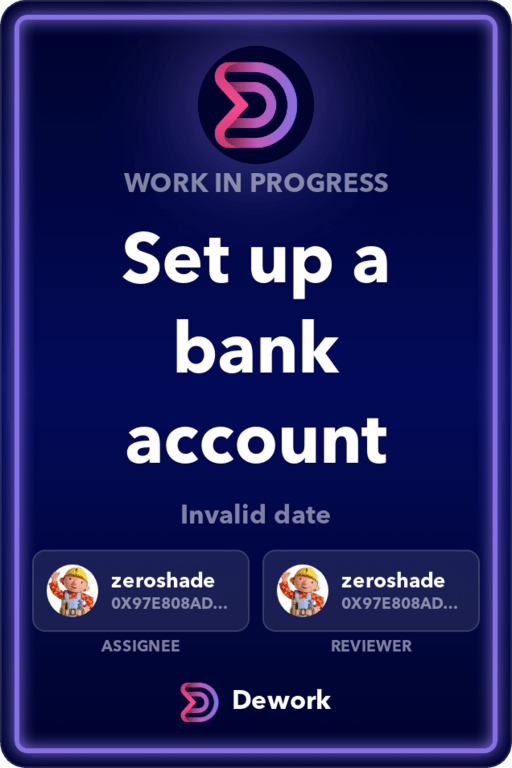 WORK IN PROGRESS
Set up a
bank
account
Invalid date
zeroshade
0X97E808AD...
zeroshade
0X97E808AD...
ASSIGNEE
REVIEWER
Dework